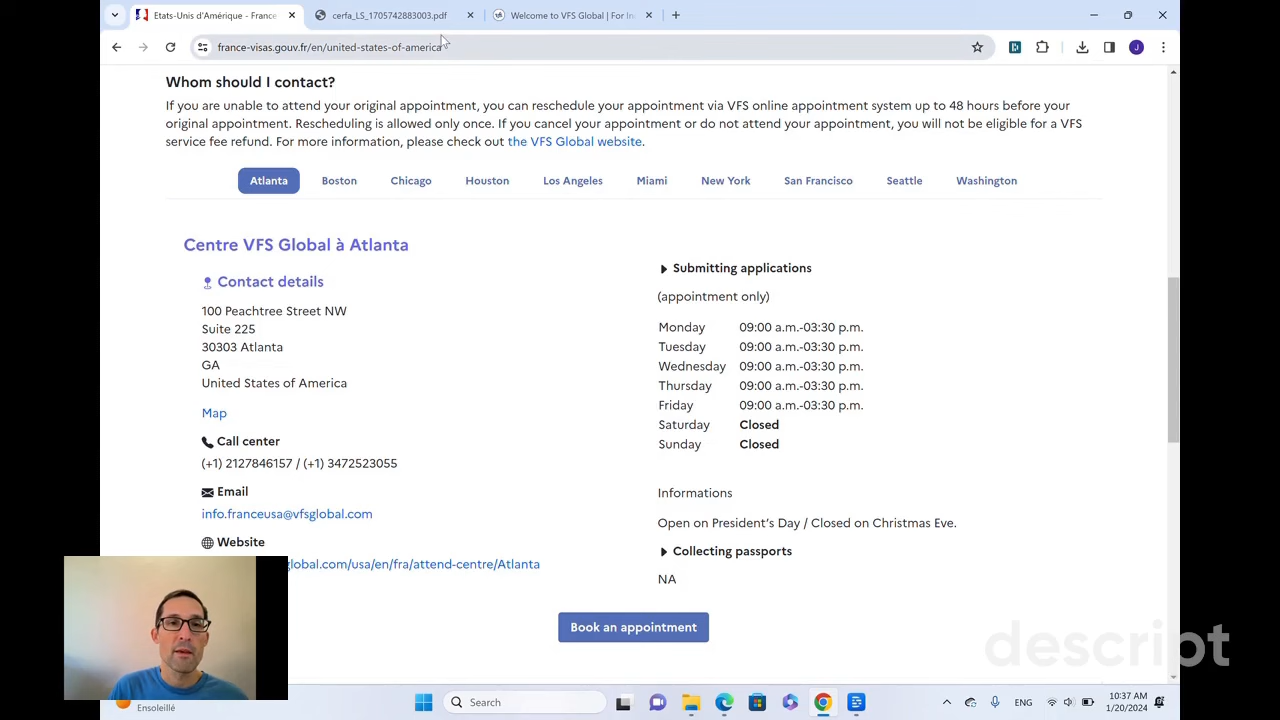 Etats-Unis d'Amérique - France
cerfa_LS_1705742883003.pdf
Welcome to VFS Global | For In
france-visas.gouv.fr/en/united-states-of-america
J
Whom should I contact?
If you are unable to attend your original appointment, you can reschedule your appointment via VFS online appointment system up to 48 hours before your
original appointment. Rescheduling is allowed only once. If you cancel your appointment or do not attend your appointment, you will not be eligible for a VFS
service fee refund. For more information, please check out the VFS Global website.
Atlanta Boston Chicago Houston Los Angeles Miami New York San Francisco Seattle Washington
Centre VFS Global à Atlanta
Contact details
100 Peachtree Street NW
Suite 225
30303 Atlanta
GA
United States of America
Map
Call center
(+1) 2127846157 / (+1) 3472523055
Email
info.franceusa@vfsglobal.com
Website
global.com/usa/en/fra/attend-centre/Atlanta
Submitting applications
(appointment only)
Monday 09:00 a.m.-03:30 p.m.
Tuesday 09:00 a.m.-03:30 p.m.
Wednesday 09:00 a.m.-03:30 p.m.
Thursday 09:00 a.m.-03:30 p.m.
Friday 09:00 a.m.-03:30 p.m.
Saturday Closed
Sunday Closed
Informations
Open on President's Day / Closed on Christmas Eve.
Collecting passports
NA
Book an appointment
descript
Ensoleillé
Search
ENG
10:37 AM
1/20/2024